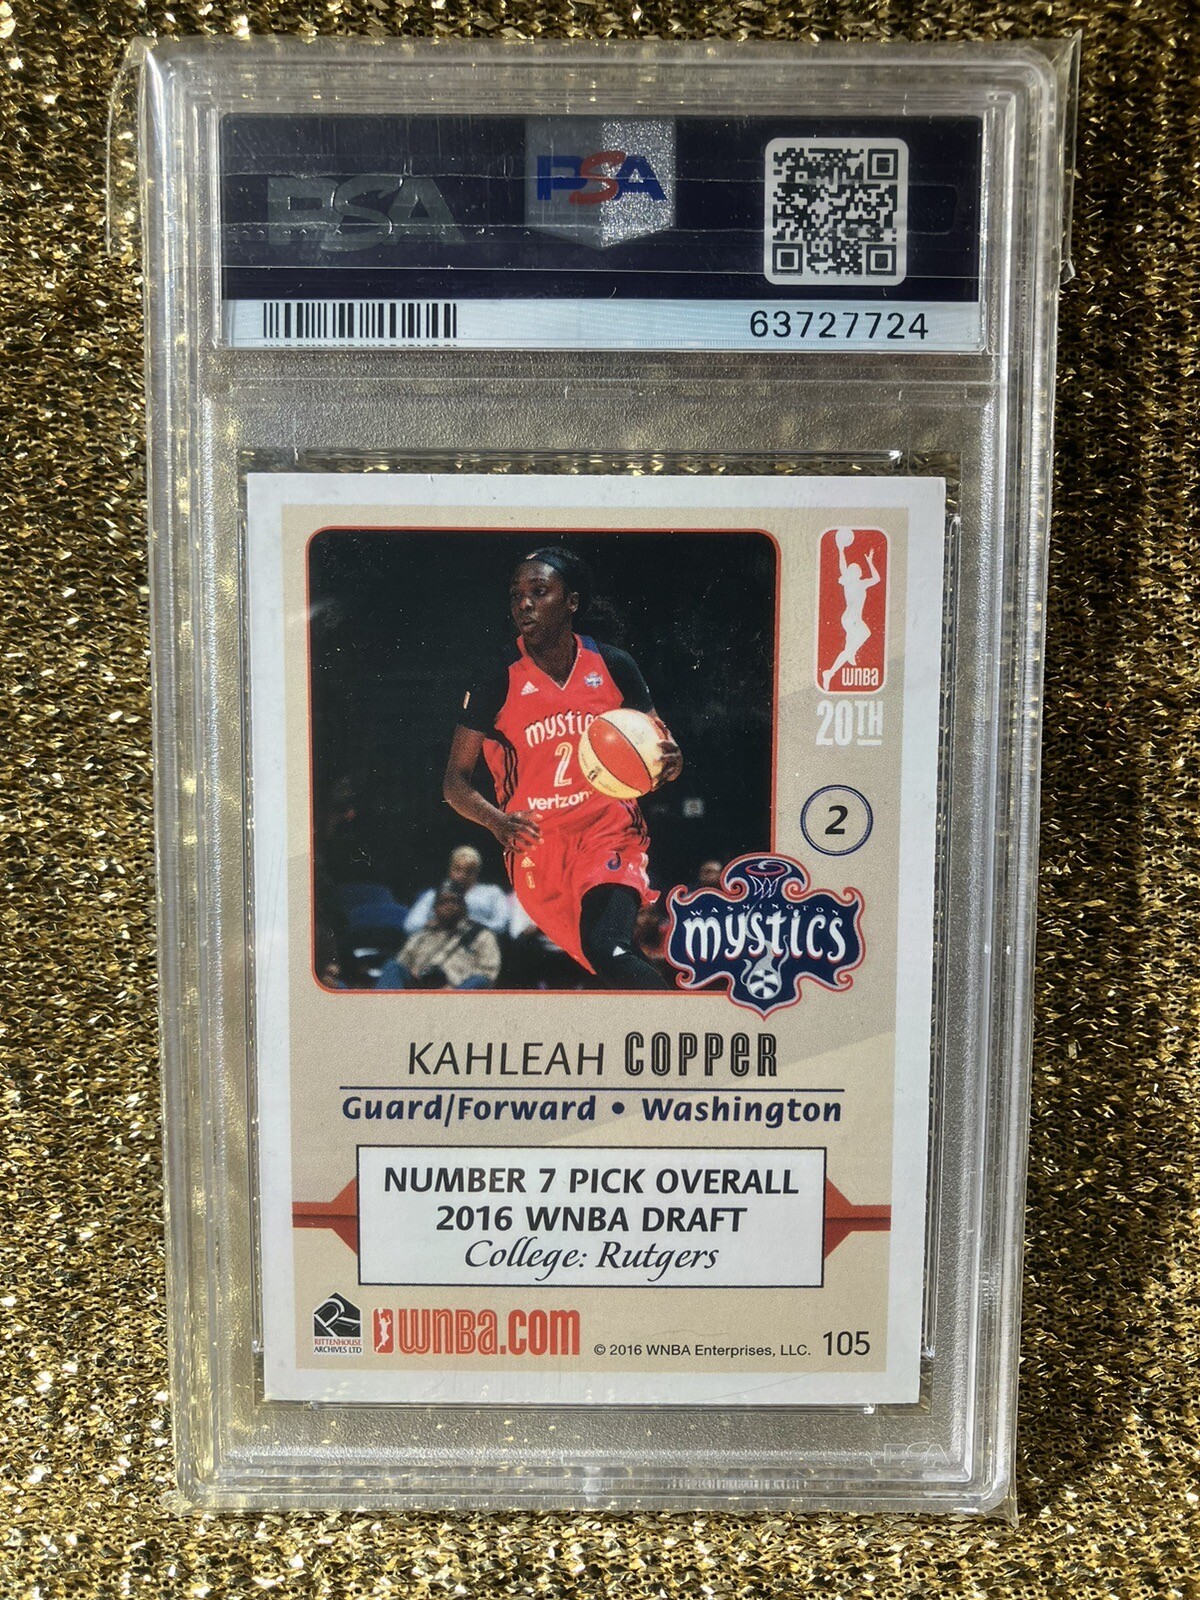 PSA
PSA
63727724
WNBA
20TH
mystics
2
verizon
2
WASHINGTON
mystics
KAHLEAH COPPER
Guard/Forward • Washington
NUMBER 7 PICK OVERALL
2016 WNBA DRAFT
College: Rutgers
RITTENHOUSE
ARCHIVES LTD
WNBA.COM
© 2016 WNBA Enterprises, LLC.
105
PSA